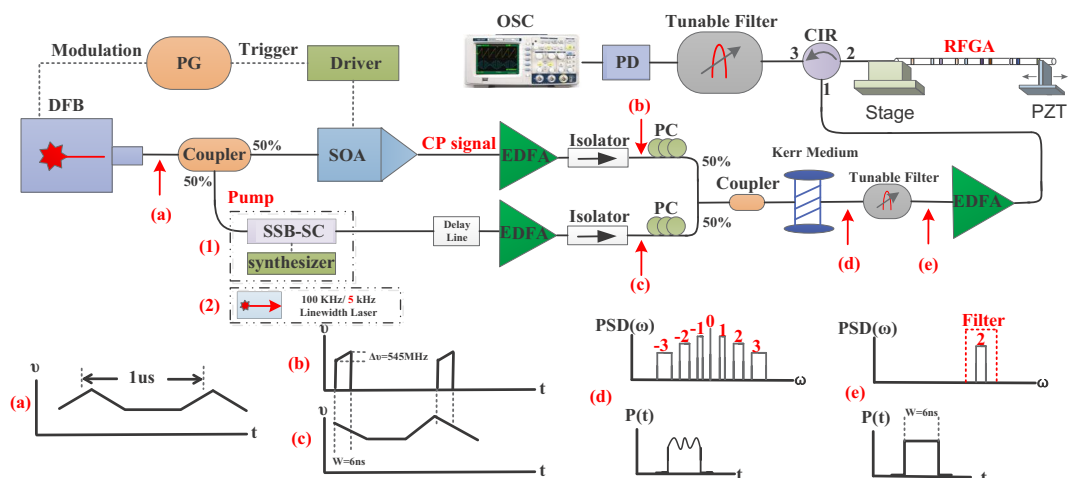 OSC
Tunable Filter
Modulation
PG
Trigger
Driver
PD
3
CIR
2
1
RFGA
Stage
PZT
DFB
Coupler
50%
50%
SOA
CP signal
EDFA
Isolator
(b)
PC
50%
Kerr Medium
(a)
Pump
(1)
SSB-SC
synthesizer
Delay
Line
EDFA
Isolator
PC
50%
Coupler
Tunable Filter
EDFA
(c)
(d)
(e)
(2)
100 KHz/ 5 kHz
Linewidth Laser
υ
1us
(a)
t
υ
(b)
Δυ=545MHz
t
υ
(c)
W=6ns
t
PSD(ω)
-3
-2
-1
0
1
2
3
ω
(d)
P(t)
t
PSD(ω)
Filter
2
ω
(e)
P(t)
W=6ns
t